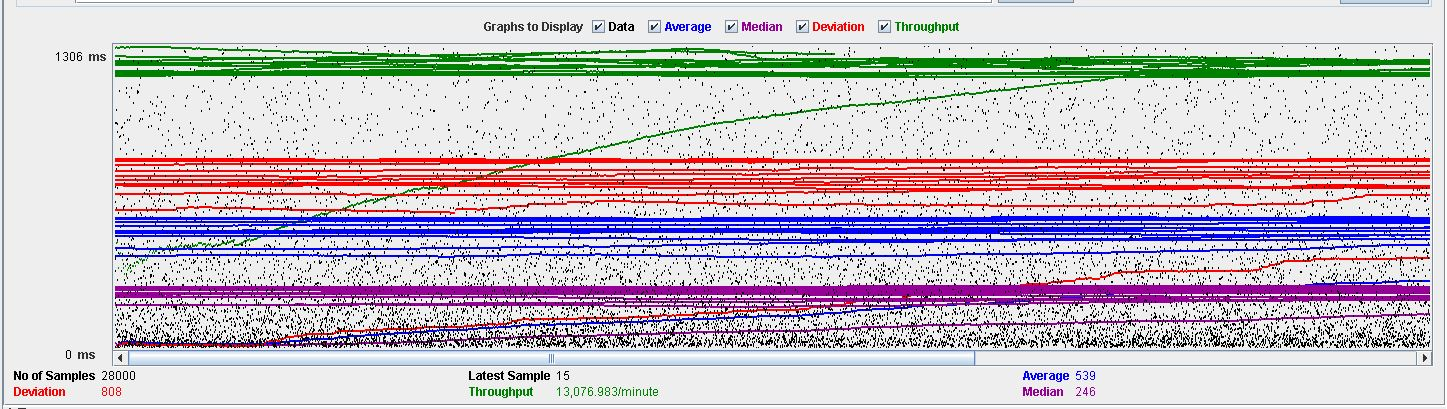 Graphs to Display Data Average Median Deviation Throughput
1306 ms
0 ms
No of Samples 28000 Latest Sample 15 Average 539
Deviation 808 Throughput 13,076.983/minute Median 246